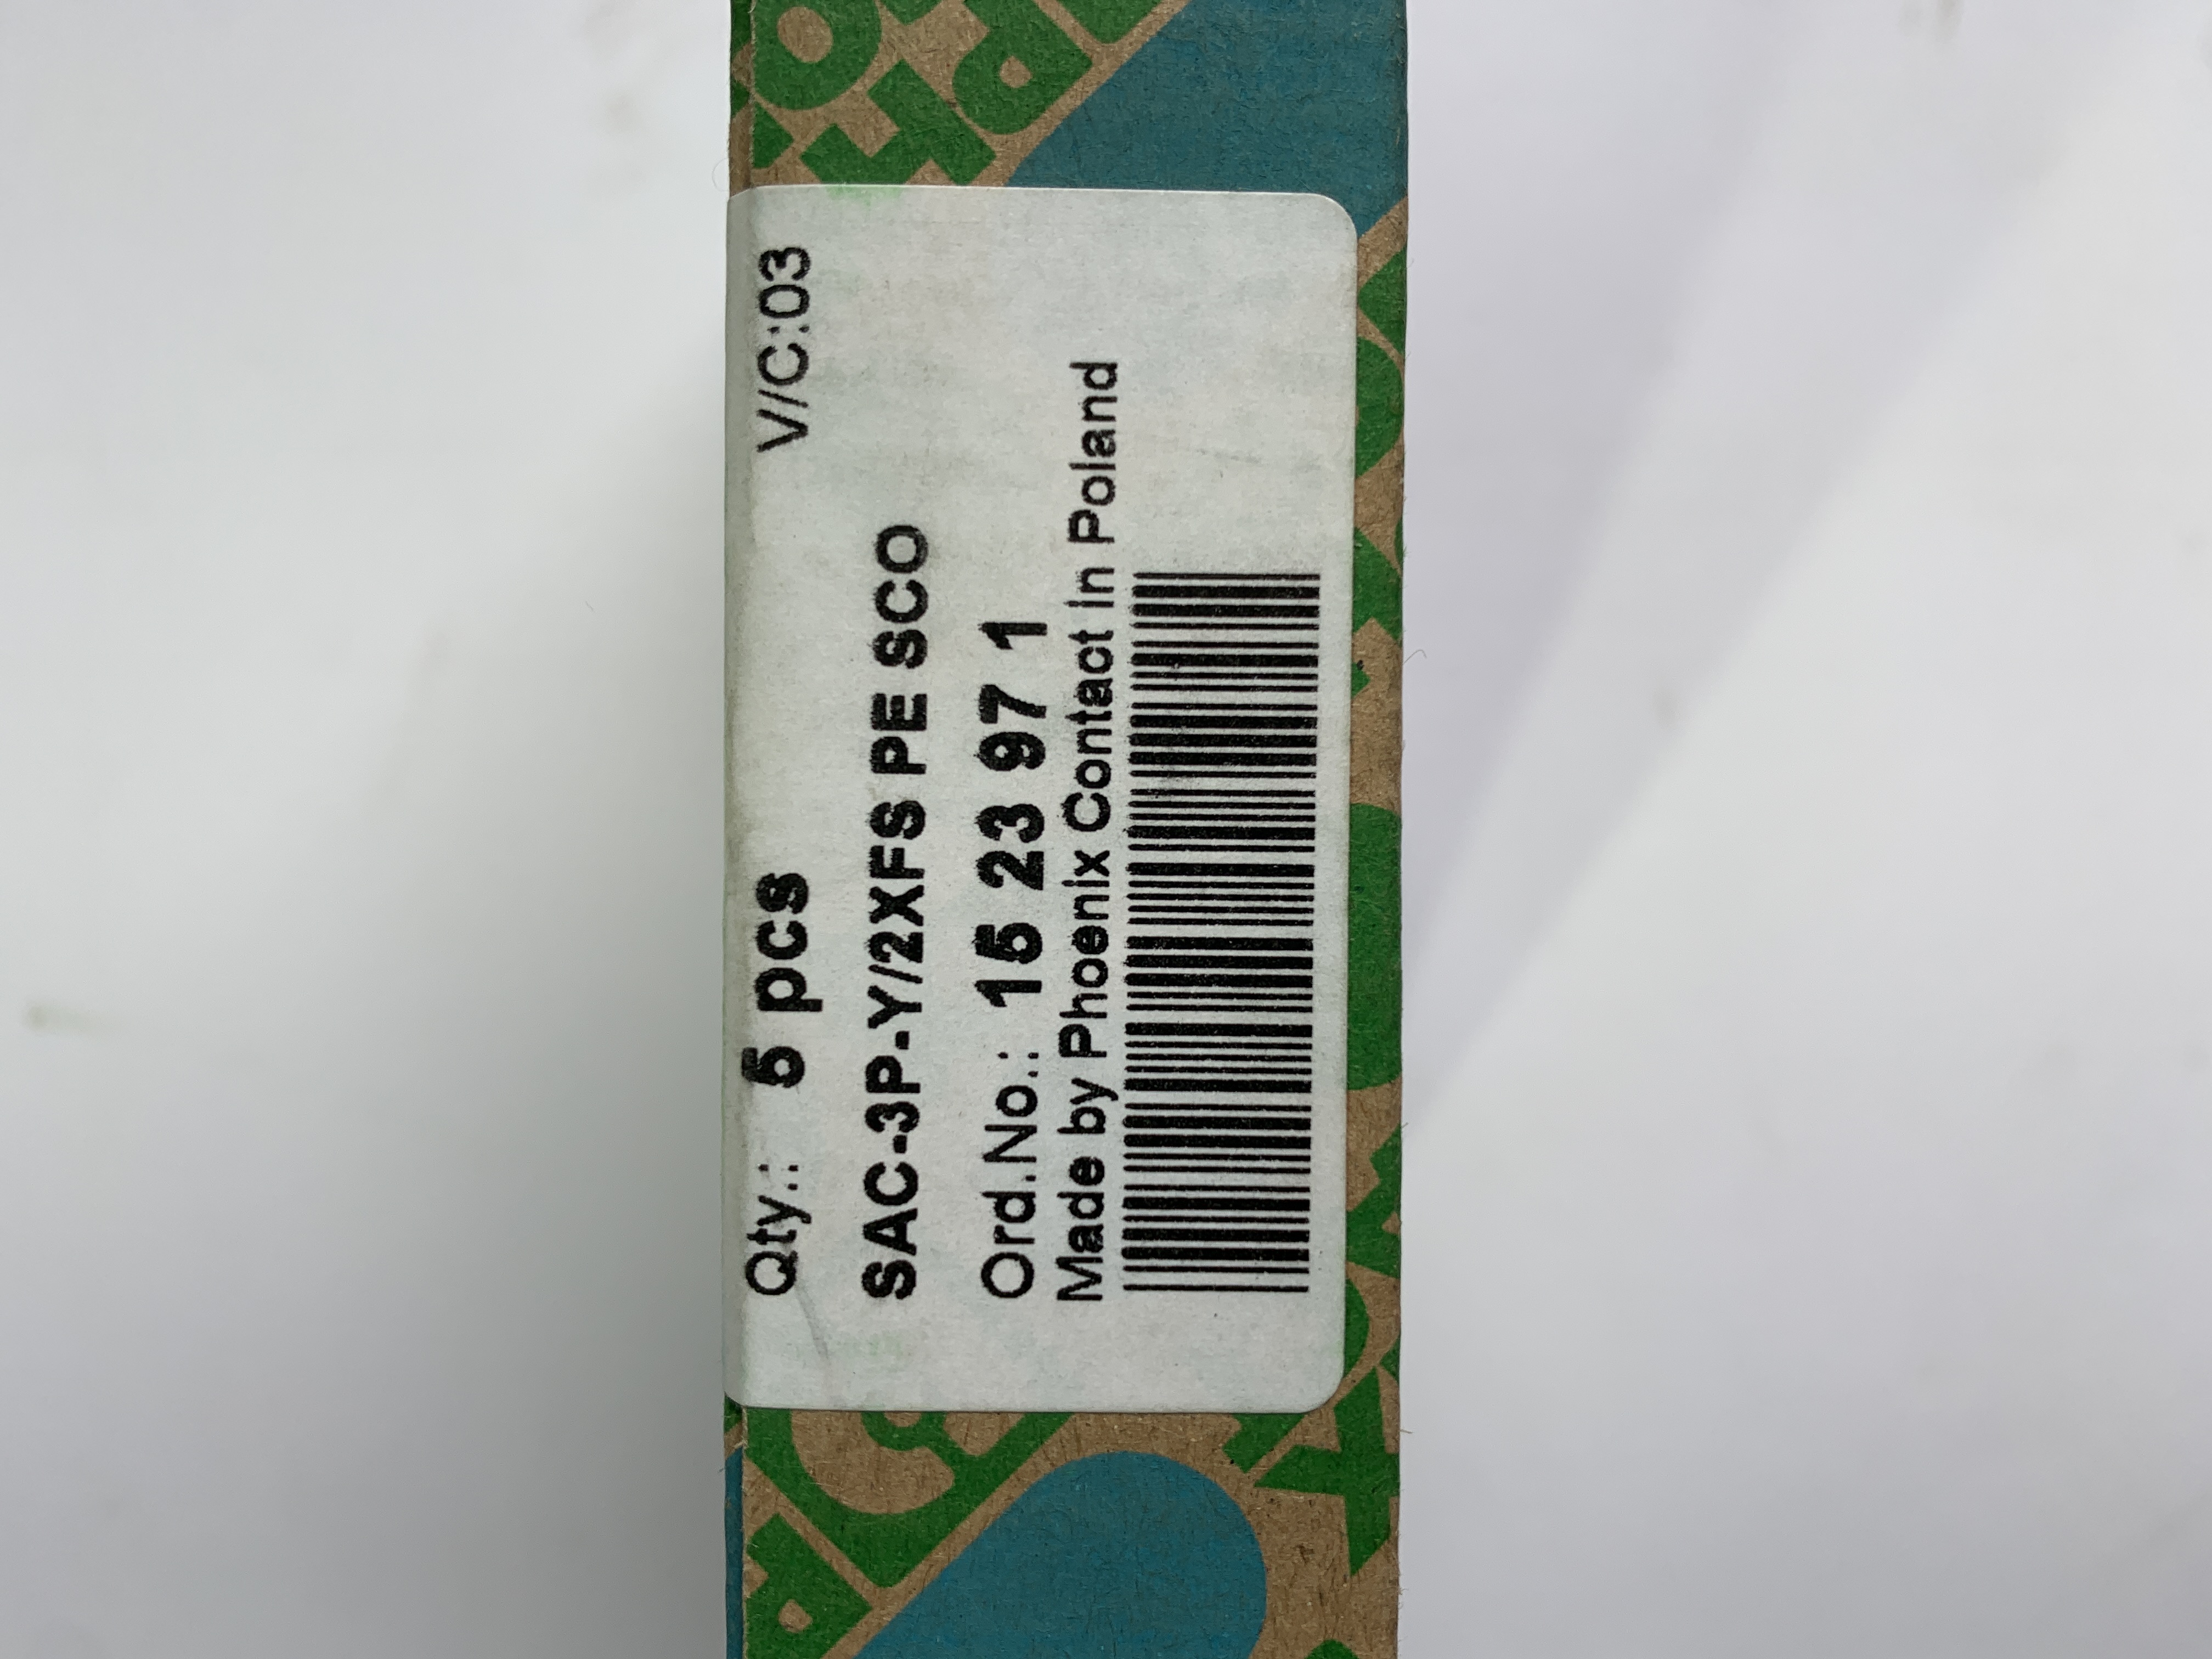 Qty.: 5 pcs V/C:03
SAC-3P-Y/2XFS PE SCO
Ord.No.: 15 23 97 1
Made by Phoenix Contact in Poland